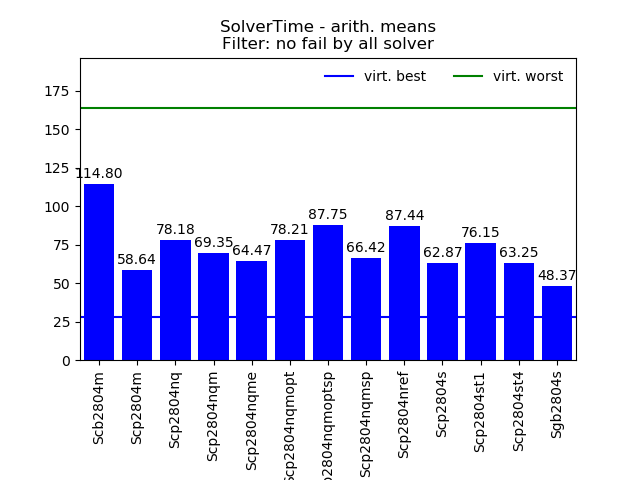 SolverTime - arith. means
Filter: no fail by all solver
virt. best
virt. worst
175
150
125
100
75
50
25
0
114.80
58.64
78.18
69.35
64.47
78.21
87.75
66.42
87.44
62.87
76.15
63.25
48.37
Scb2804m
Scp2804m
Scp2804nq
Scp2804nqm
Scp2804nqme
Scp2804nqmopt
p2804nqmoptsp
Scp2804nqmsp
Scp2804nref
Scp2804s
Scp2804st1
Scp2804st4
Sgb2804s